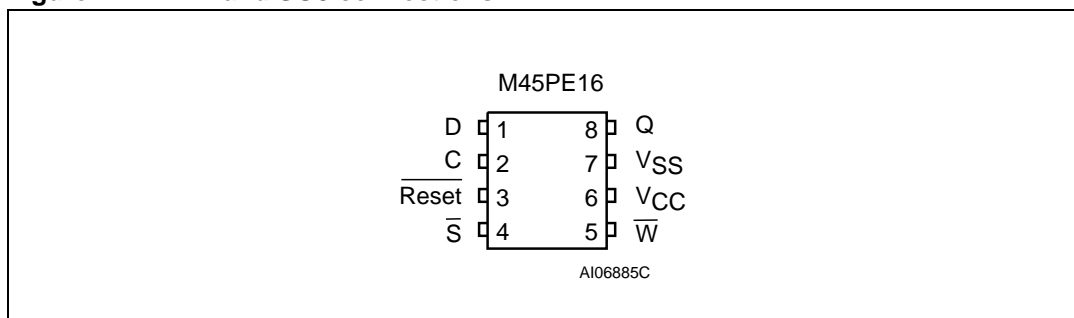 M45PE16
D 1 8 Q
C 2 7 VSS
Reset 3 6 VCC
S 4 5 W
AI06885C